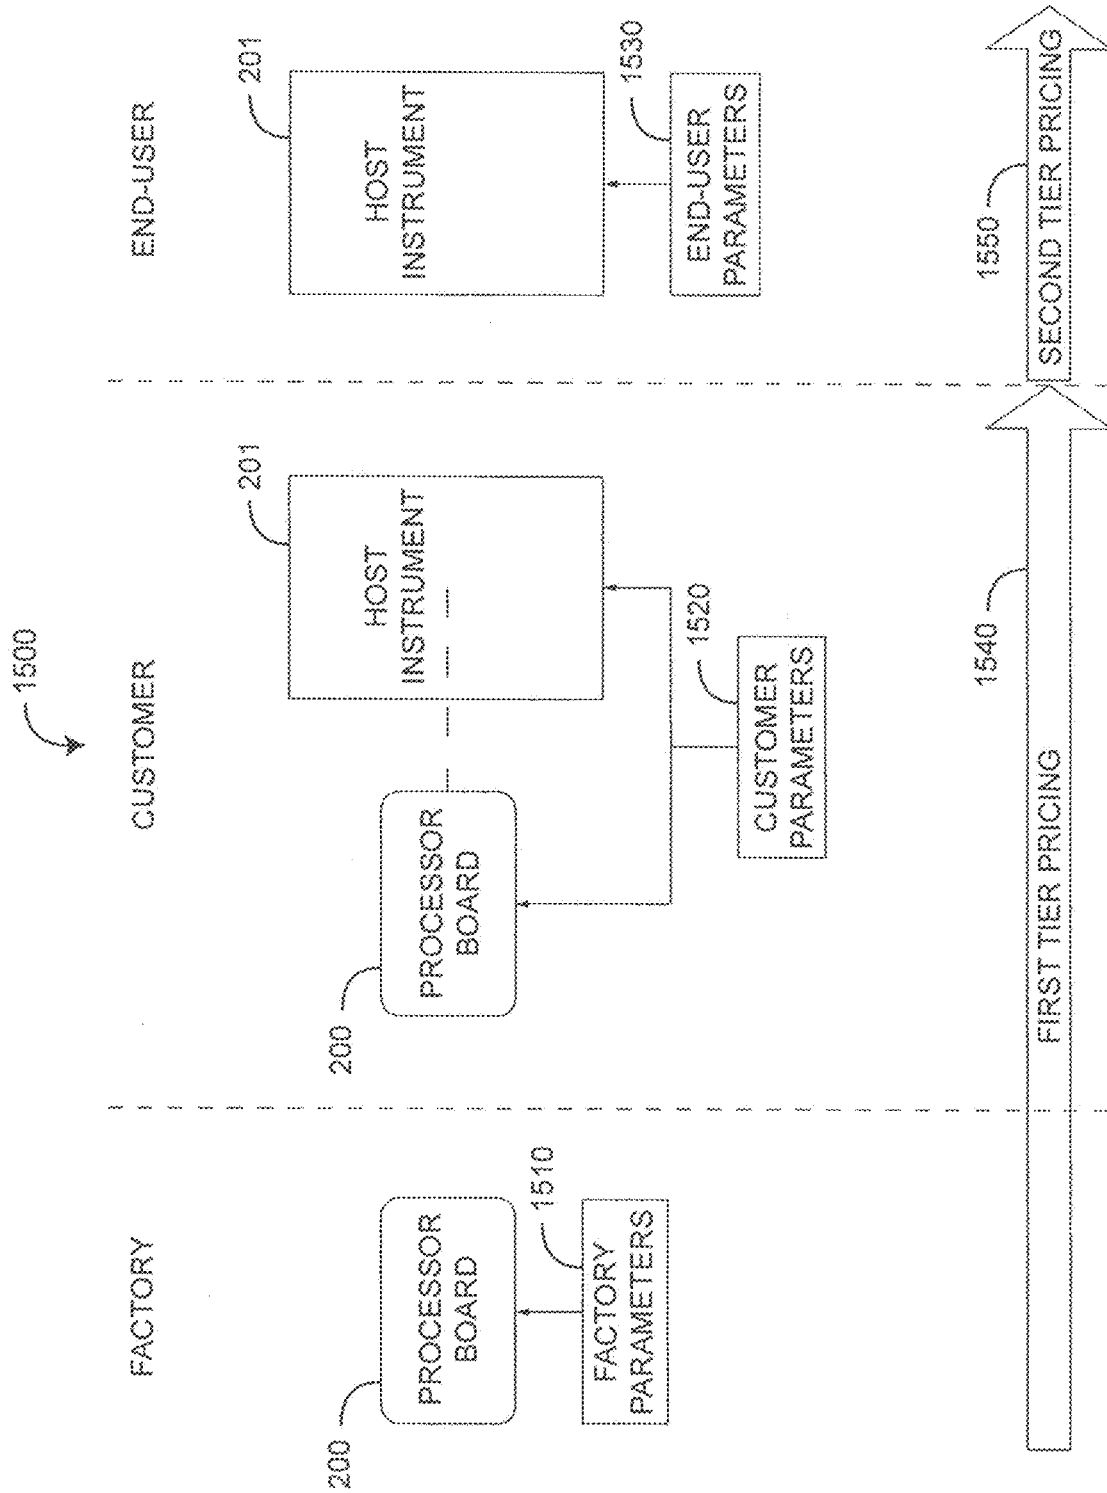 1500
FACTORY
CUSTOMER
END-USER
200
PROCESSOR
BOARD
1510
FACTORY
PARAMETERS
200
PROCESSOR
BOARD
201
HOST
INSTRUMENT
1520
CUSTOMER
PARAMETERS
201
HOST
INSTRUMENT
1530
END-USER
PARAMETERS
1540
FIRST TIER PRICING
1550
SECOND TIER PRICING